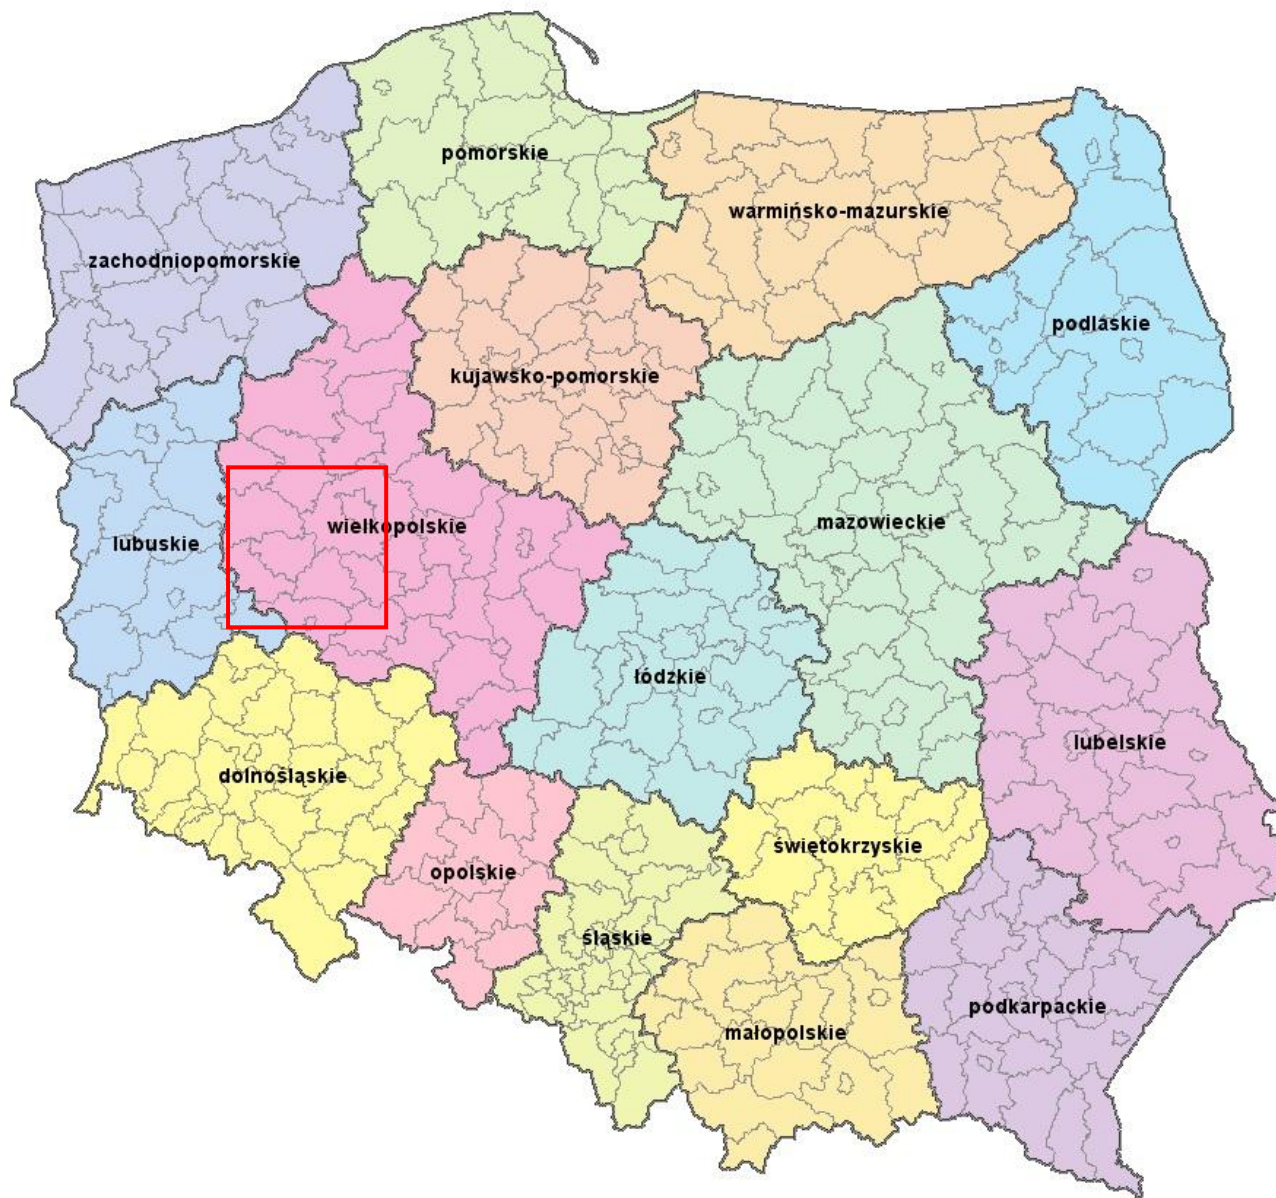 pomorskie
warmińsko-mazurskie
zachodniopomorskie
podlaskie
kujawsko-pomorskie
wielkopolskie
mazowieckie
lubuskie
łódzkie
lubelskie
dolnośląskie
świętokrzyskie
opolskie
śląskie
podkarpackie
małopolskie